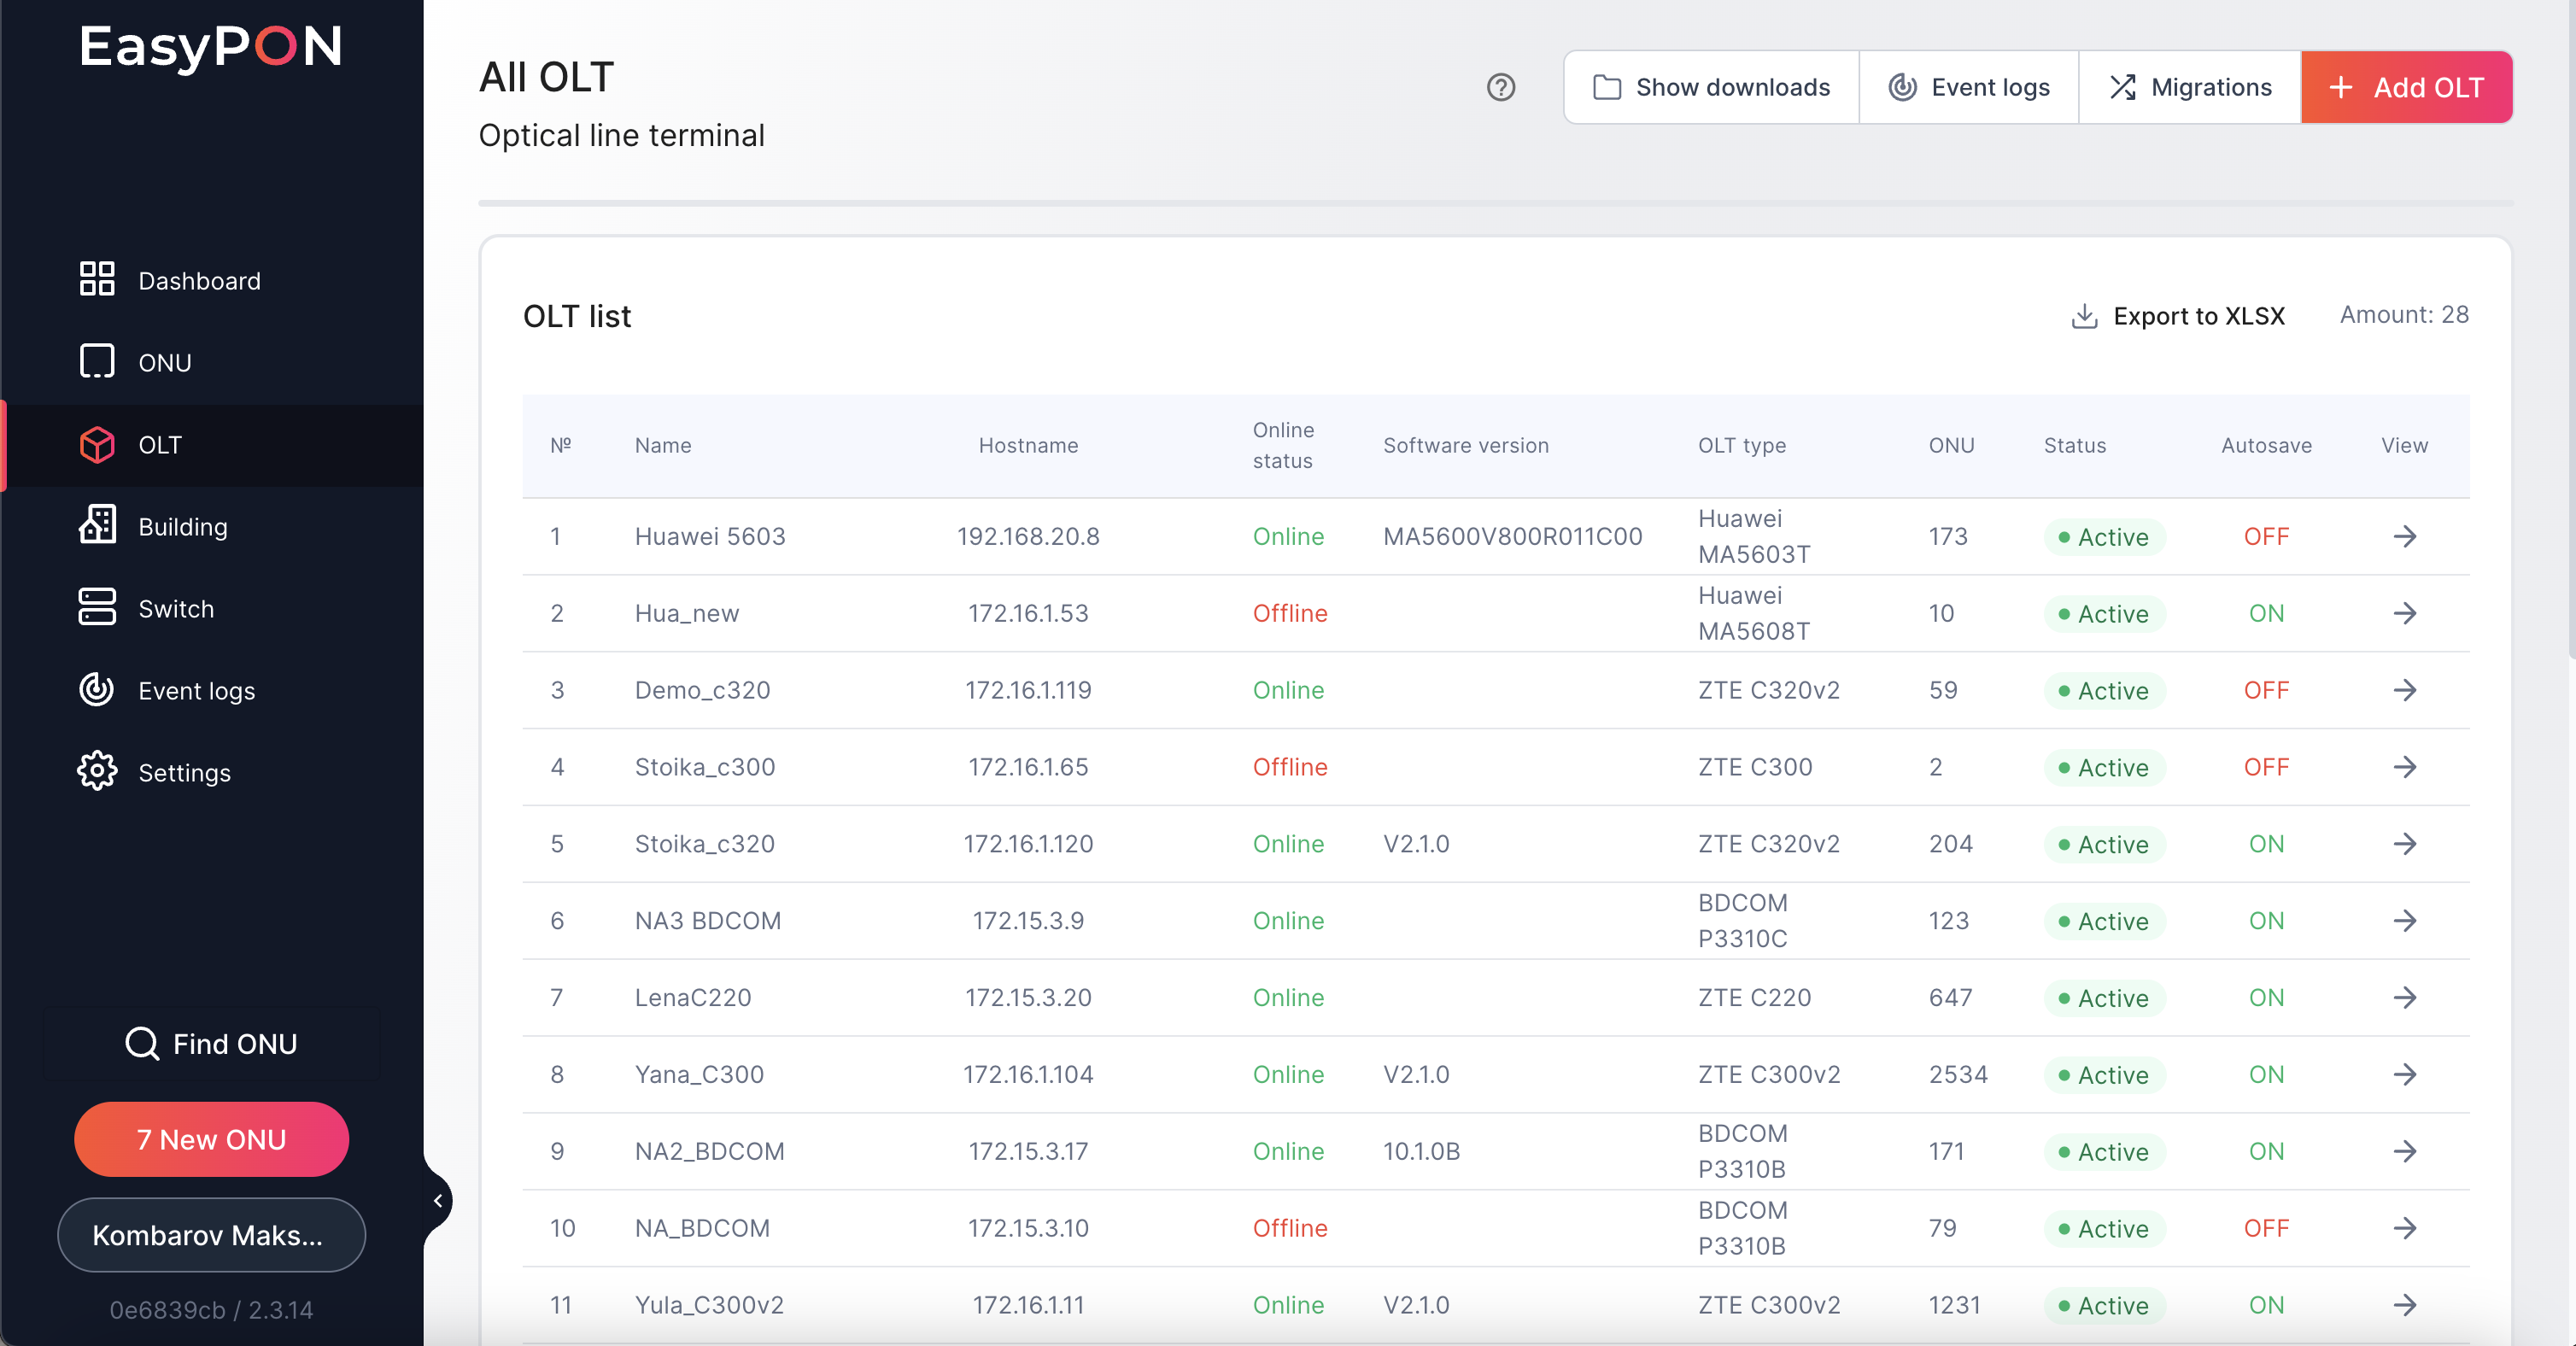 EasyPON
Dashboard
ONU
OLT
Building
Switch
Event logs
Settings
Find ONU
7 New ONU
Kombarov Maks...
0e6839cb / 2.3.14
All OLT
Optical line terminal
Show downloads Event logs Migrations + Add OLT
OLT list
Export to XLSX Amount: 28
№ Name Hostname Online status Software version OLT type ONU Status Autosave View
1 Huawei 5603 192.168.20.8 Online MA5600V800R011C00 Huawei MA5603T 173 Active OFF
2 Hua_new 172.16.1.53 Offline Huawei MA5608T 10 Active ON
3 Demo_c320 172.16.1.119 Online ZTE C320v2 59 Active OFF
4 Stoika_c300 172.16.1.65 Offline ZTE C300 2 Active OFF
5 Stoika_c320 172.16.1.120 Online V2.1.0 ZTE C320v2 204 Active ON
6 NA3 BDCOM 172.15.3.9 Online BDCOM P3310C 123 Active ON
7 LenaC220 172.15.3.20 Online ZTE C220 647 Active ON
8 Yana_C300 172.16.1.104 Online V2.1.0 ZTE C300v2 2534 Active ON
9 NA2_BDCOM 172.15.3.17 Online 10.1.0B BDCOM P3310B 171 Active ON
10 NA_BDCOM 172.15.3.10 Offline BDCOM P3310B 79 Active OFF
11 Yula_C300v2 172.16.1.11 Online V2.1.0 ZTE C300v2 1231 Active ON